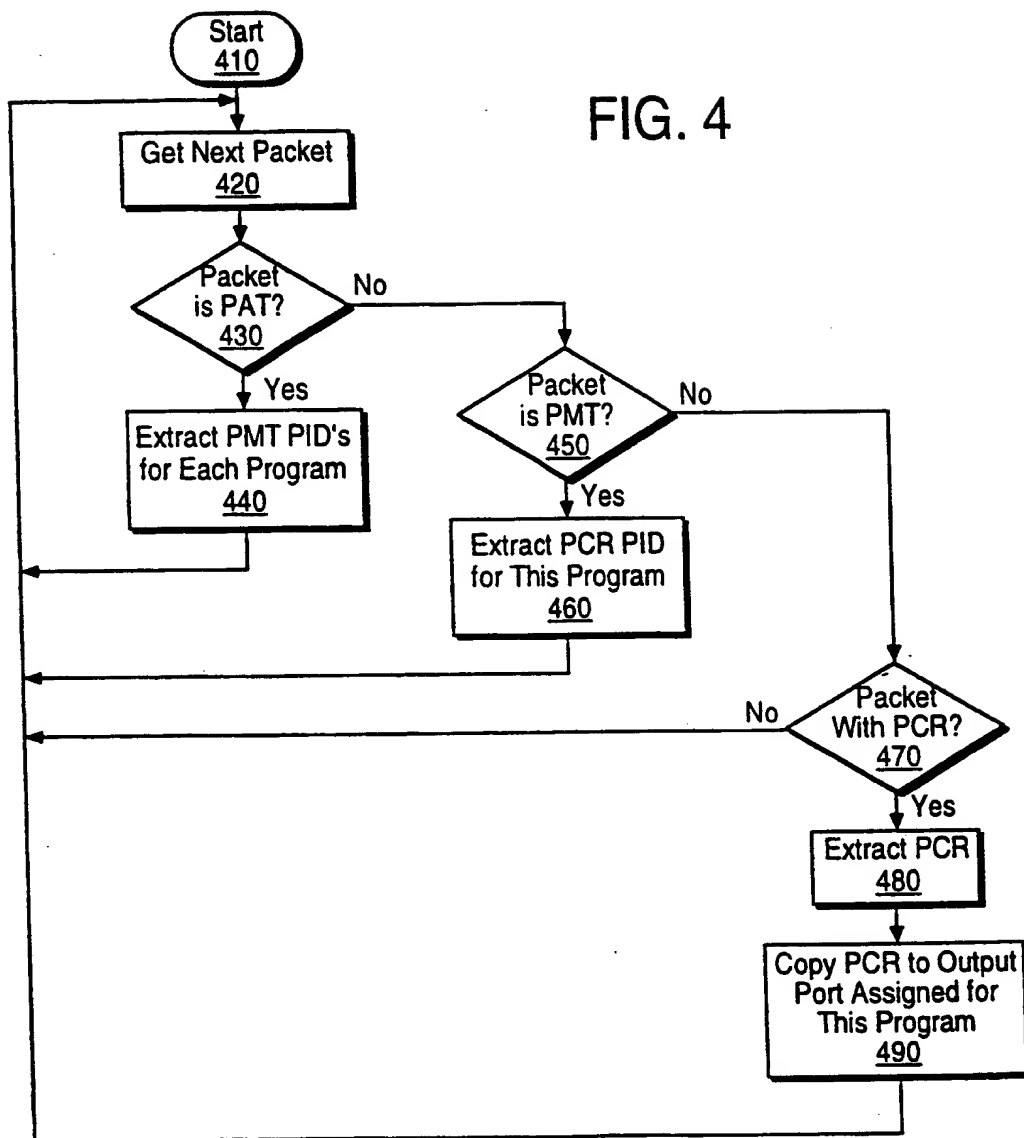 Start
410
FIG. 4
Get Next Packet
420
Packet
is PAT?
430
No
Yes
Extract PMT PID's
for Each Program
440
Packet
is PMT?
450
No
Yes
Extract PCR PID
for This Program
460
Packet
With PCR?
470
No
Yes
Extract PCR
480
Copy PCR to Output
Port Assigned for
This Program
490